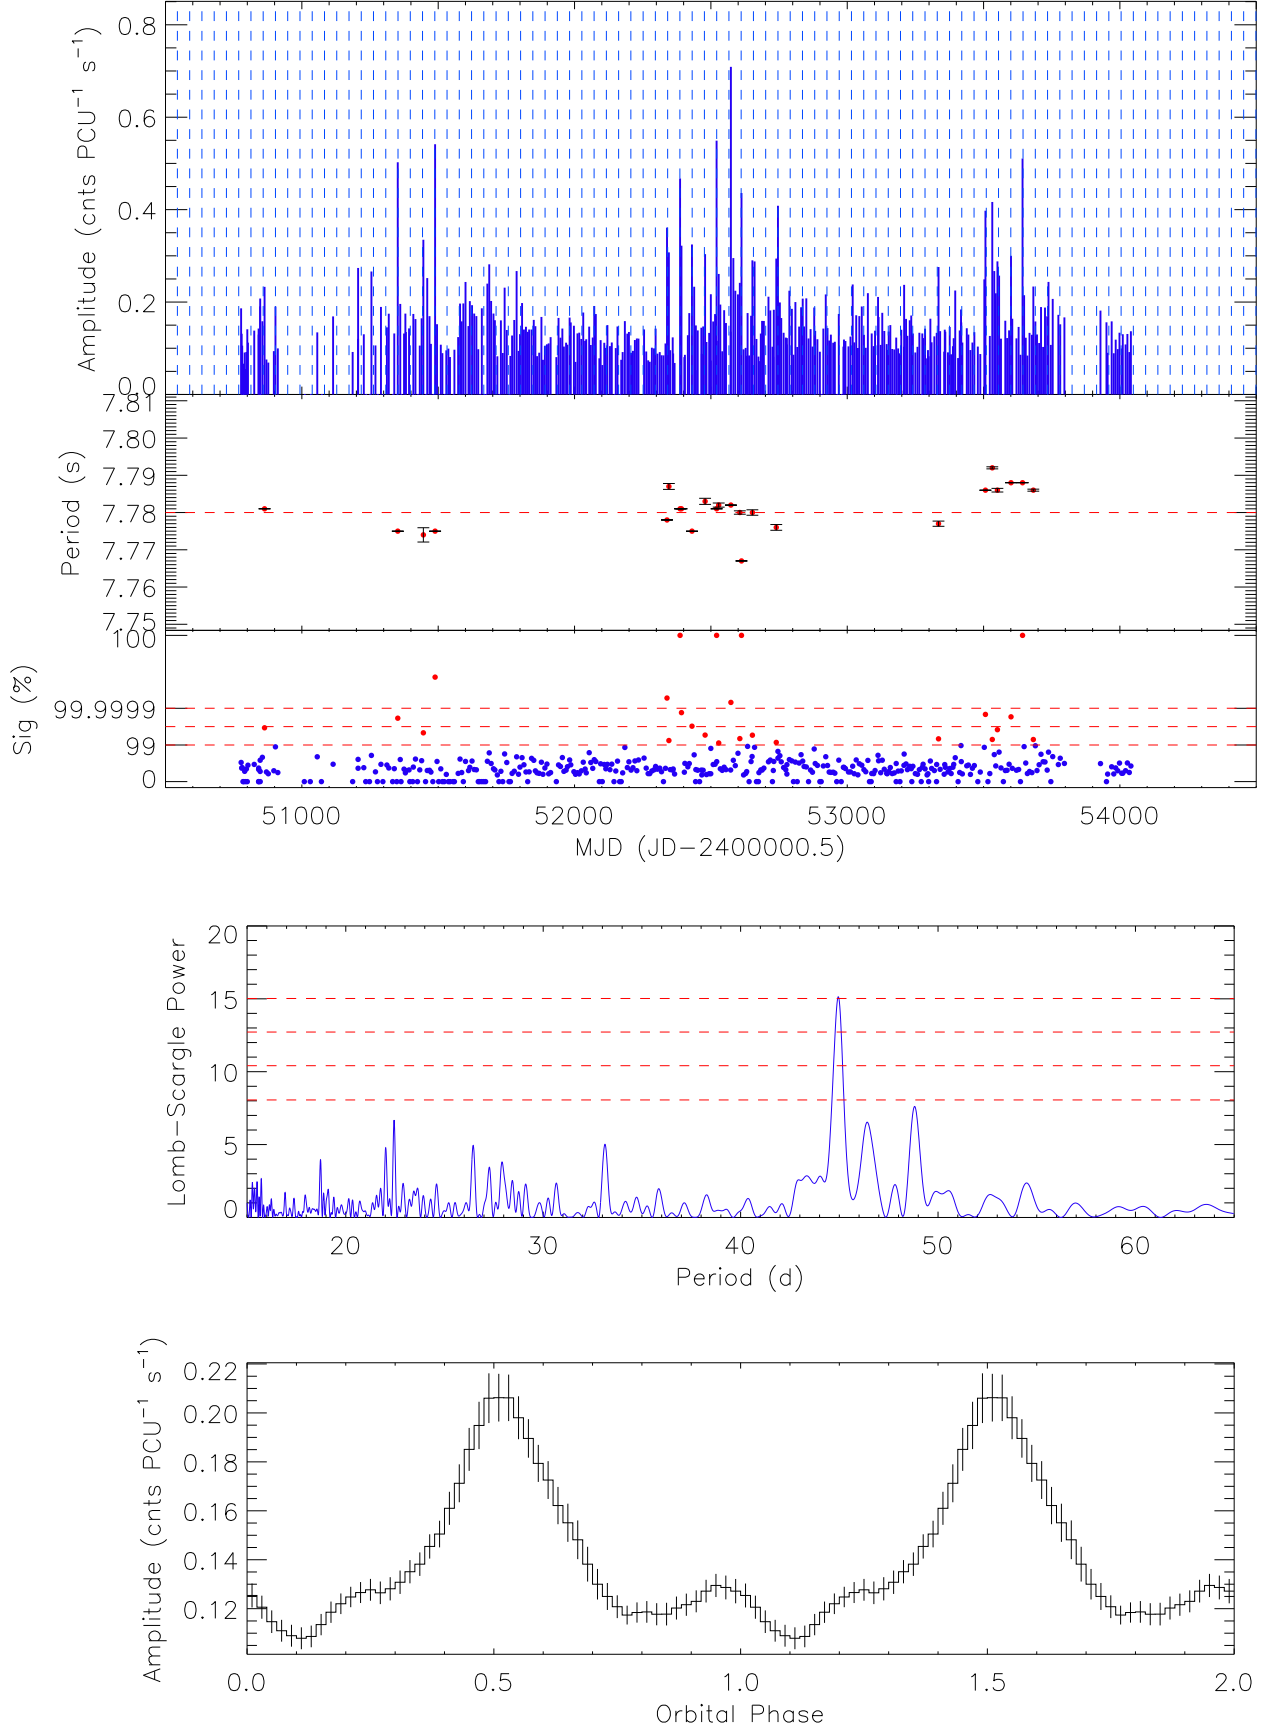 Amplitude (cnts PCU⁻¹ s⁻¹)
0.8
0.6
0.4
0.2
0.0
Period (s)
7.81
7.80
7.79
7.78
7.77
7.76
7.75
Sig (%)
100
99.9999
99
0
51000 52000 53000 54000
MJD (JD-2400000.5)
Lomb-Scargle Power
20
15
10
5
0
20 30 40 50 60
Period (d)
Amplitude (cnts PCU⁻¹ s⁻¹)
0.22
0.20
0.18
0.16
0.14
0.12
0.0 0.5 1.0 1.5 2.0
Orbital Phase